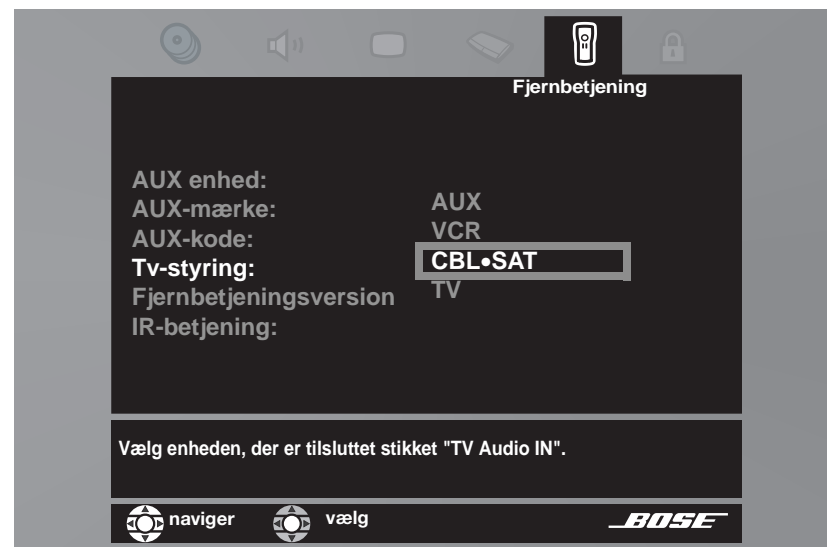 Fjernbetjening
AUX enhed:
AUX-mærke:
AUX-kode:
Tv-styring:
Fjernbetjeningsversion
IR-betjening:
AUX
VCR
CBL•SAT
TV
Vælg enheden, der er tilsluttet stikket "TV Audio IN".
naviger
vælg
BOSE